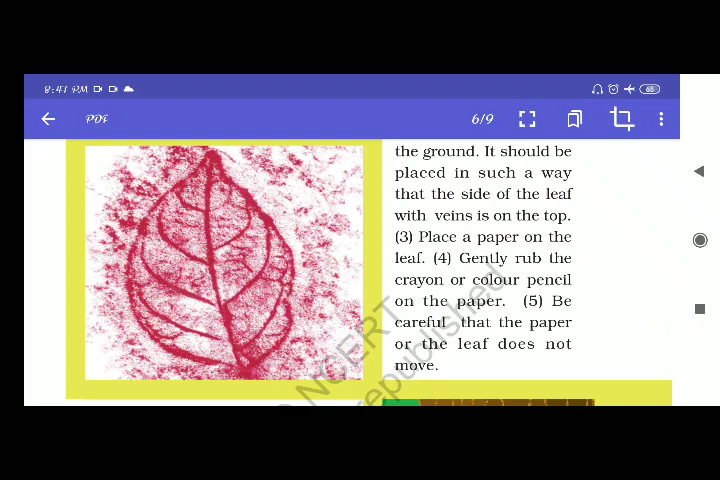 8:41 PM
65
PDF
6/9
the ground. It should be
placed in such a way
that the side of the leaf
with veins is on the top.
(3) Place a paper on the
leaf. (4) Gently rub the
crayon or colour pencil
on the paper. (5) Be
careful that the paper
or the leaf does not
move.
NCERT
republished